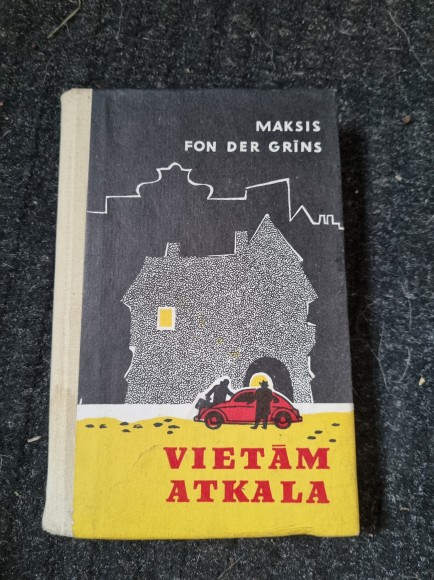 MAKSIS
FON DER GRĪNS
VIETĀM
ATKALA